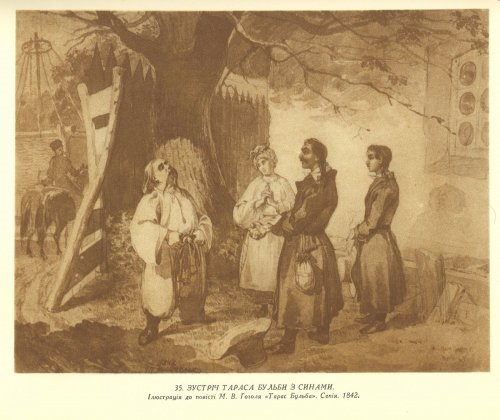 35. ЗУСТРІЧ ТАРАСА БУЛЬБИ З СИНАМИ.
Ілюстрація до повісті М. В. Гоголя «Тарас Бульба». Сепія. 1842.